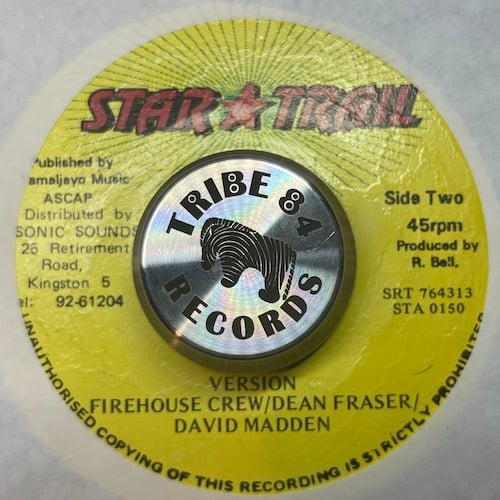 STAR TRAIL
Published by
amaljayo Music
ASCAP
Distributed by
SONIC SOUNDS
25 Retirement
Road,
Kingston 5
el: 92-61204
TRIBE 84
RECORDS
Side Two
45rpm
Produced by
R. Bell,
SRT 764313
STA 0150
VERSION
FIREHOUSE CREW/DEAN FRASER/
DAVID MADDEN
UNAUTHORISED COPYING OF THIS RECORDING IS STRICTLY PROHIBITED